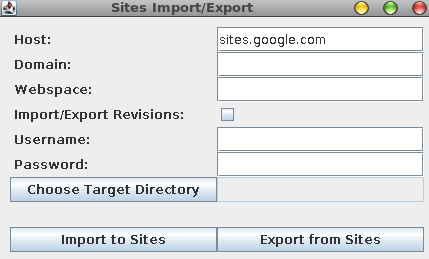 Sites Import/Export
Host: sites.google.com
Domain:
Webspace:
Import/Export Revisions:
Username:
Password:
Choose Target Directory
Import to Sites Export from Sites